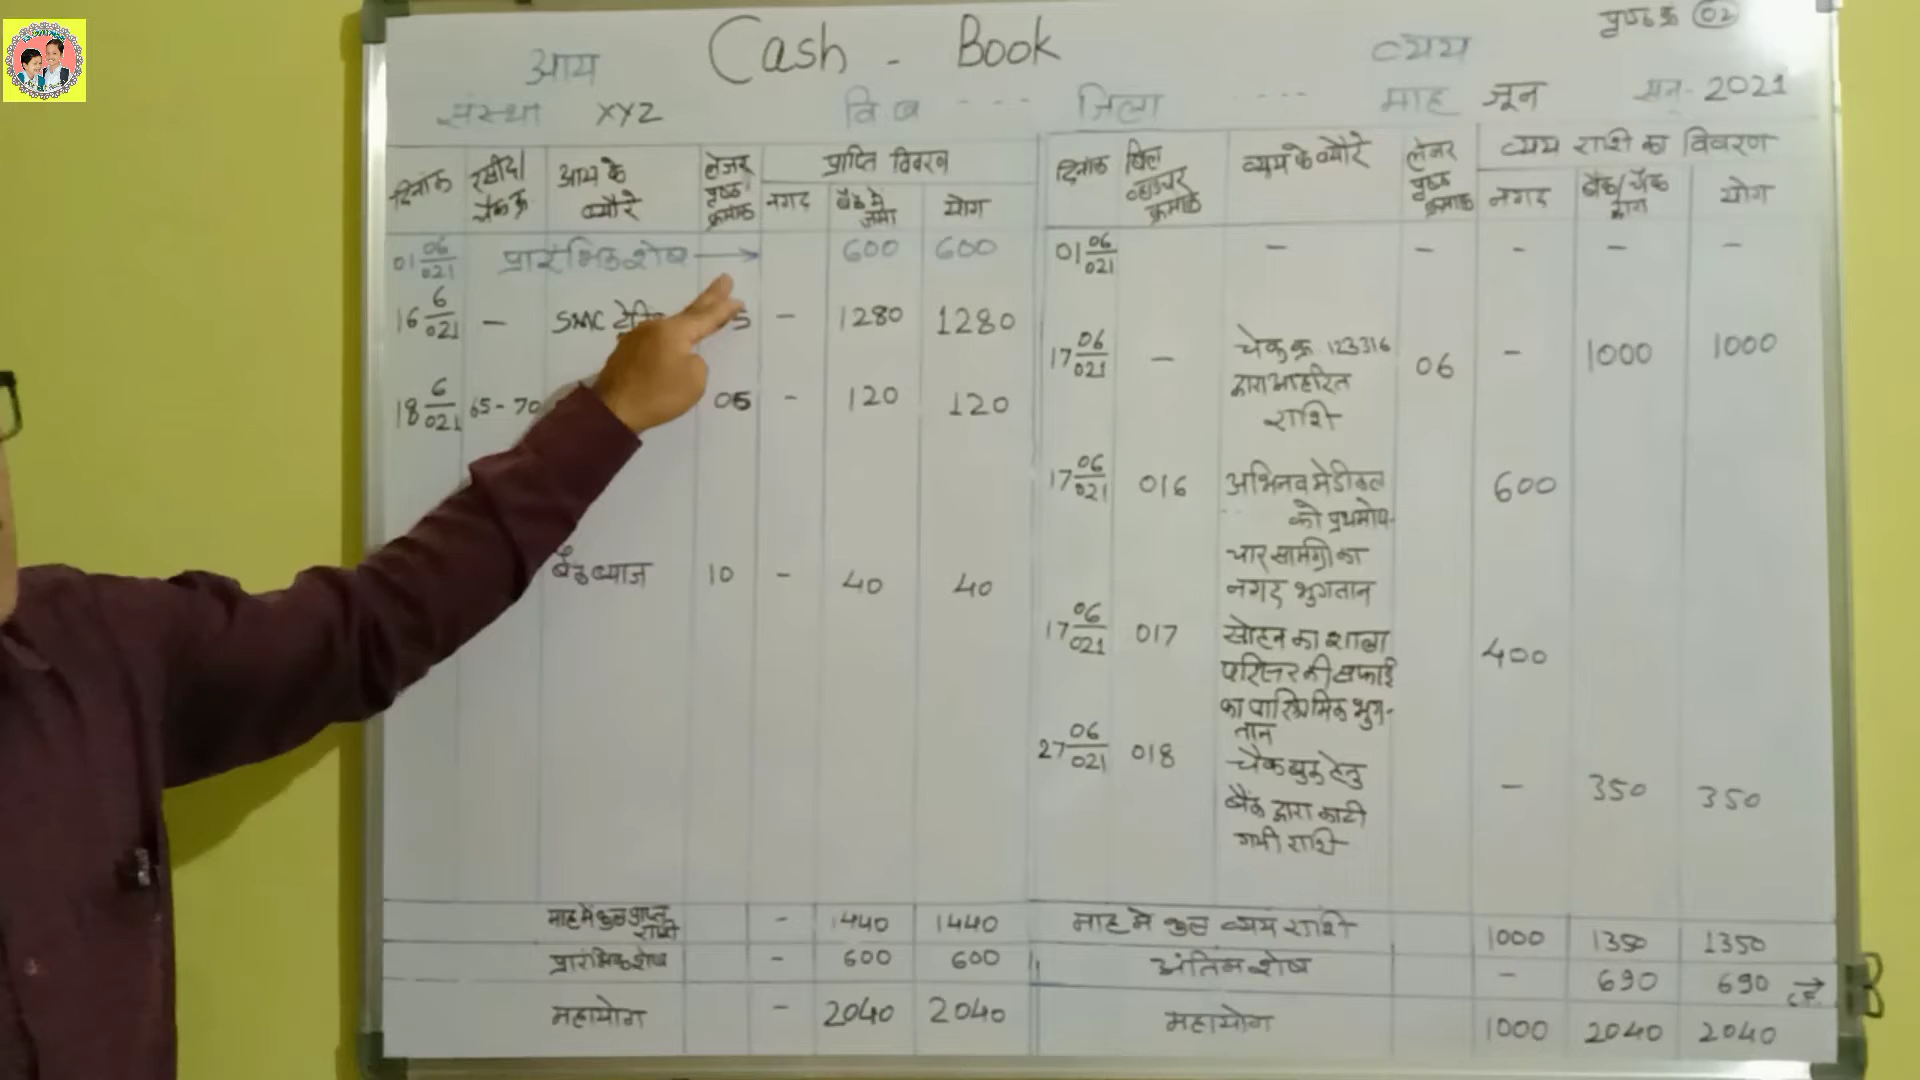 Cash - Book
पृष्ठ क्र 02
आय
व्यय
संस्था XYZ वि ख ---- जिला ---- माह जून सन्- 2021
दिनांक रसीद/ चैक क्र आय के ब्यौरे लेजर पृष्ठ क्रमांक प्राप्ति विवरण
नगद बैंक में जमा योग
01 06/021 प्रारंभिक शेष → 600 600
16 6/021 - SMC 1280 1280
18 6/021 65-70 05 - 120 120
बैंक ब्याज 10 - 40 40
माह में कुल प्राप्त राशि - 1440 1440
प्रारंभिक शेष - 600 600
महायोग - 2040 2040
दिनांक बिल व्हाउचर क्रमांक व्यय के ब्यौरे लेजर पृष्ठ क्रमांक व्यय राशि का विवरण
नगद बैंक/चैक द्वारा योग
01 06/021 - - - - -
17 06/021 - चेक क्र 123316 06 - 1000 1000
द्वारा आहरित
राशि
17 06/021 016 अभिनव मेडीकल 600
को प्रथमोप-
चार सामग्री का
नगद भुगतान
17 06/021 017 सोहन का शाला 400
परिसर की सफाई
का पारिश्रमिक भुग-
तान
27 06/021 018 चैक बुक हेतु - 350 350
बैंक द्वारा काटी
गयी राशि
माह मे कुल व्यय राशि 1000 1350 1350
अंतिम शेष - 690 690
महायोग 1000 2040 2040